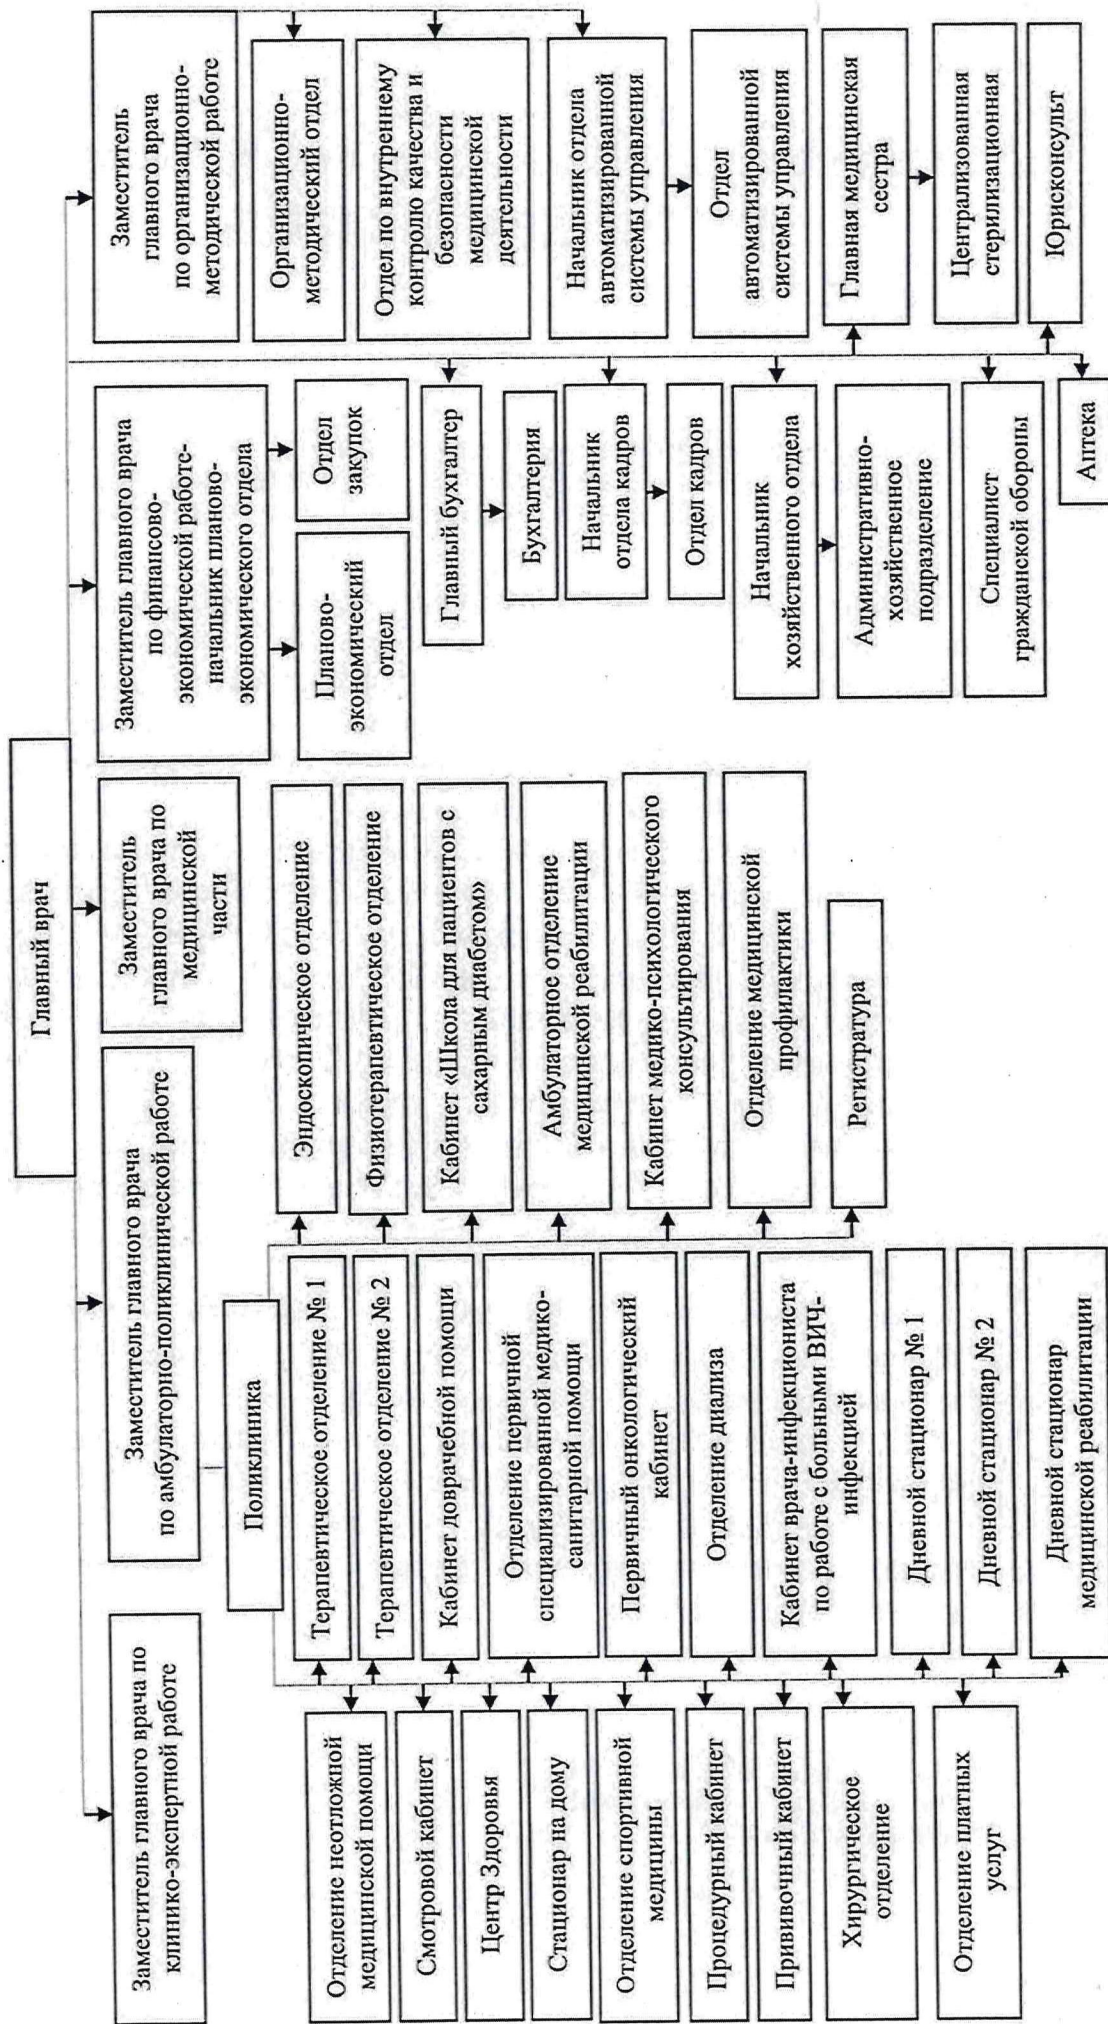 Главный врач
Заместитель главного врача по
клинико-экспертной работе
Заместитель главного врача
по амбулаторно-поликлинической работе
Заместитель
главного врача по
медицинской
части
Заместитель главного врача
по финансово-
экономической работе-
начальник планово-
экономического отдела
Заместитель
главного врача
по организационно-
методической работе
Поликлиника
Отделение неотложной
медицинской помощи
Смотровой кабинет
Центр Здоровья
Стационар на дому
Отделение спортивной
медицины
Процедурный кабинет
Прививочный кабинет
Хирургическое
отделение
Отделение платных
услуг
Терапевтическое отделение № 1
Терапевтическое отделение № 2
Кабинет доврачебной помощи
Отделение первичной
специализированной медико-
санитарной помощи
Первичный онкологический
кабинет
Отделение диализа
Кабинет врача-инфекциониста
по работе с больными ВИЧ-
инфекцией
Дневной стационар № 1
Дневной стационар № 2
Дневной стационар
медицинской реабилитации
Эндоскопическое отделение
Физиотерапевтическое отделение
Кабинет «Школа для пациентов с
сахарным диабетом»
Амбулаторное отделение
медицинской реабилитации
Кабинет медико-психологического
консультирования
Отделение медицинской
профилактики
Регистратура
Планово-
экономический
отдел
Отдел
закупок
Главный бухгалтер
Бухгалтерия
Начальник
отдела кадров
Отдел кадров
Начальник
хозяйственного отдела
Административно-
хозяйственное
подразделение
Специалист
гражданской обороны
Аптека
Организационно-
методический отдел
Отдел по внутреннему
контролю качества и
безопасности
медицинской
деятельности
Начальник отдела
автоматизированной
системы управления
Отдел
автоматизированной
системы управления
Главная медицинская
сестра
Централизованная
стерилизационная
Юрисконсульт